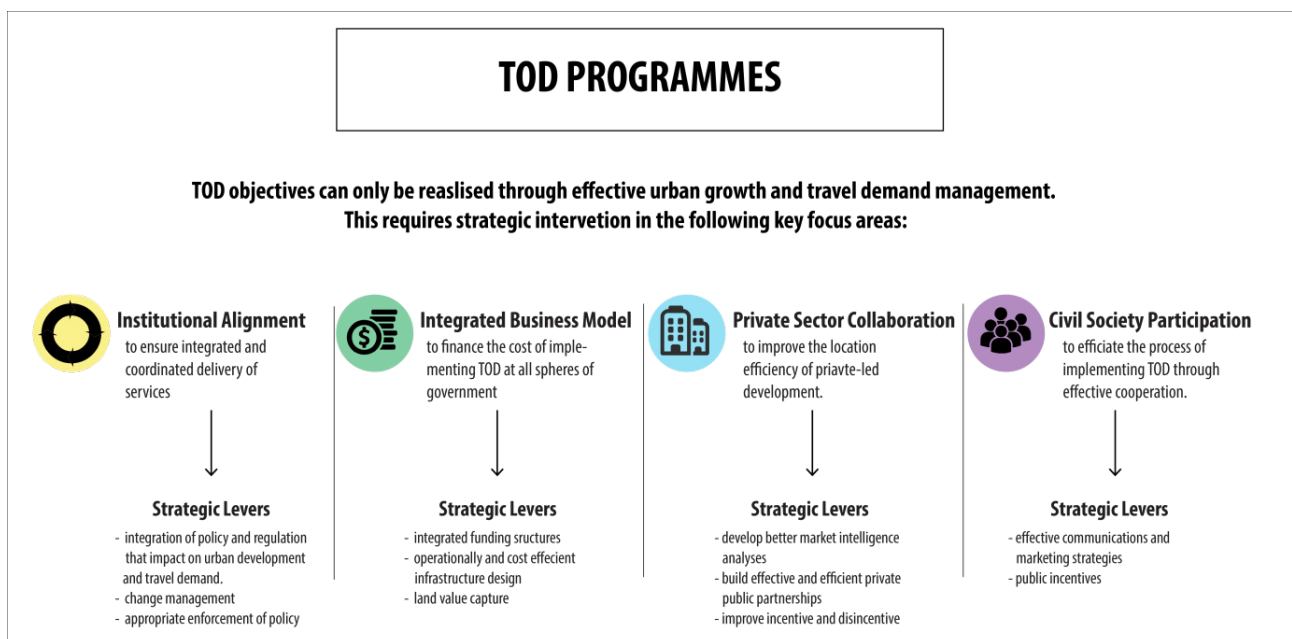 TOD PROGRAMMES
TOD objectives can only be reaslised through effective urban growth and travel demand management.
This requires strategic intervetion in the following key focus areas:
Institutional Alignment
to ensure integrated and
coordinated delivery of
services
Strategic Levers
- integration of policy and regulation
that impact on urban development
and travel demand.
- change management
- appropriate enforcement of policy
$
Integrated Business Model
to finance the cost of imple-
menting TOD at all spheres of
government
Strategic Levers
- integrated funding sructures
- operationally and cost effecient
infrastructure design
- land value capture
Private Sector Collaboration
to improve the location
efficiency of priavte-led
development.
Strategic Levers
- develop better market intelligence
analyses
- build effective and efficient private
public partnerships
- improve incentive and disincentive
Civil Society Participation
to efficiate the process of
implementing TOD through
effective cooperation.
Strategic Levers
- effective communications and
marketing strategies
- public incentives